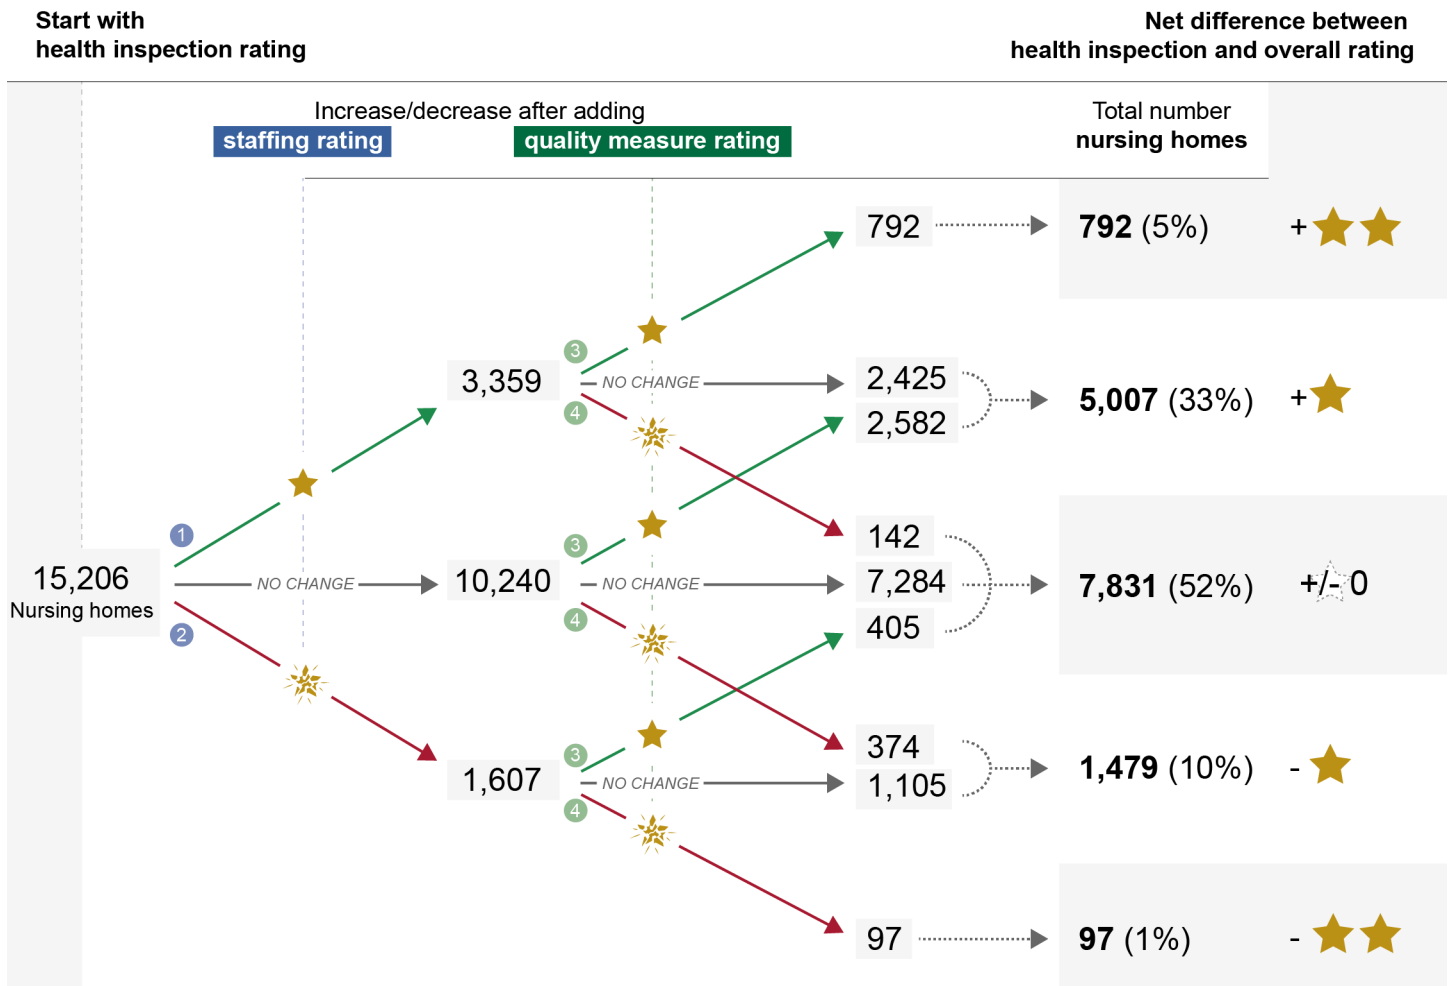 Start with
health inspection rating
Net difference between
health inspection and overall rating
Increase/decrease after adding
staffing rating
quality measure rating
Total number
nursing homes
792
792 (5%)
+
3
3,359
NO CHANGE
4
2,425
2,582
5,007 (33%)
+
1
15,206
Nursing homes
2
NO CHANGE
3
10,240
NO CHANGE
4
142
7,284
405
7,831 (52%)
+/- 0
3
1,607
NO CHANGE
4
374
1,105
1,479 (10%)
-
97
97 (1%)
-